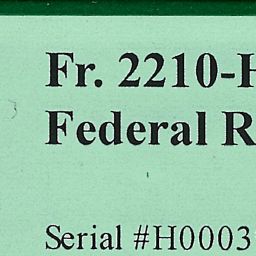 Fr. 2210-H
Federal R
Serial #H0003